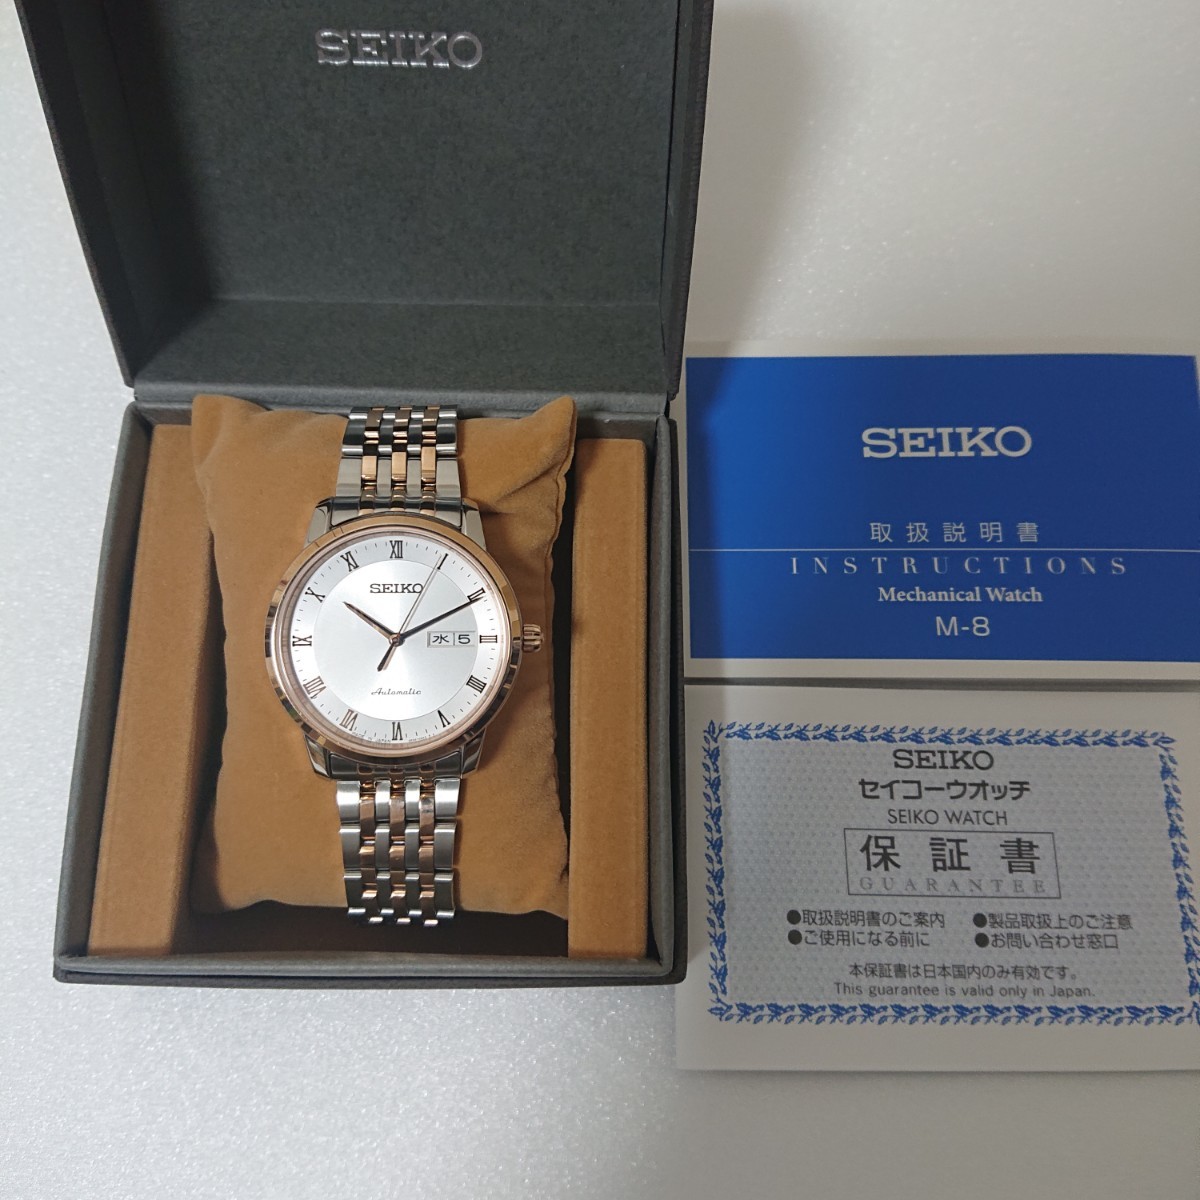 SEIKO
XII
SEIKO
水 5
Automatic
SEIKO
取扱説明書
INSTRUCTIONS
Mechanical Watch
M-8
SEIKO
セイコーウオッチ
SEIKO WATCH
保証書
GUARANTEE
●取扱説明書のご案内 ●製品取扱上のご注意
●ご使用になる前に ●お問い合わせ窓口
本保証書は日本国内のみ有効です。
This guarantee is valid only in Japan.